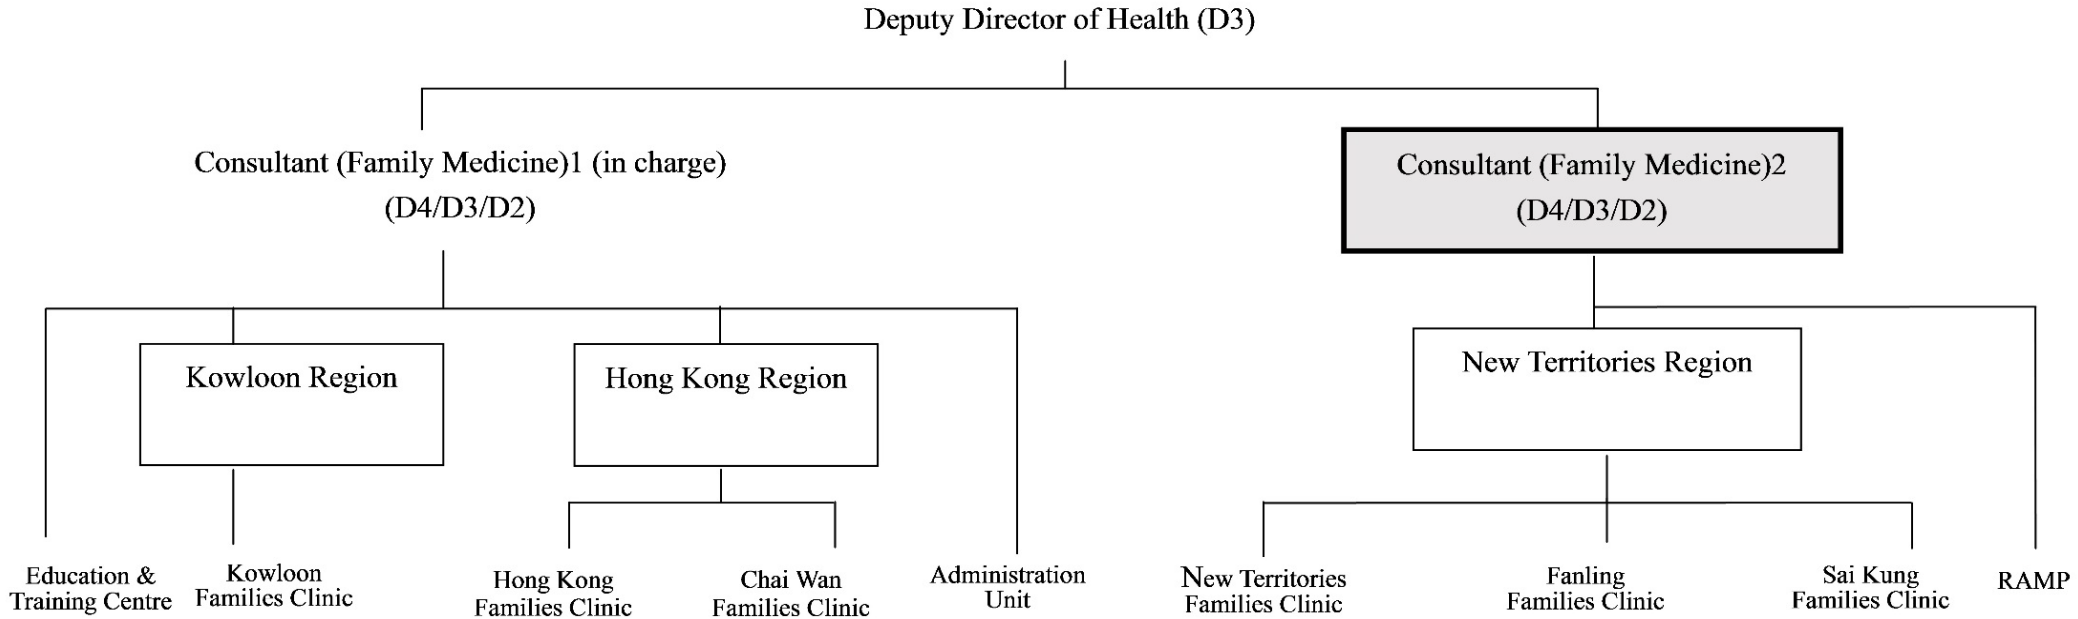 Deputy Director of Health (D3)
Consultant (Family Medicine)1 (in charge)
(D4/D3/D2)
Consultant (Family Medicine)2
(D4/D3/D2)
Kowloon Region
Hong Kong Region
New Territories Region
Education &
Training Centre
Kowloon
Families Clinic
Hong Kong
Families Clinic
Chai Wan
Families Clinic
Administration
Unit
New Territories
Families Clinic
Fanling
Families Clinic
Sai Kung
Families Clinic
RAMP